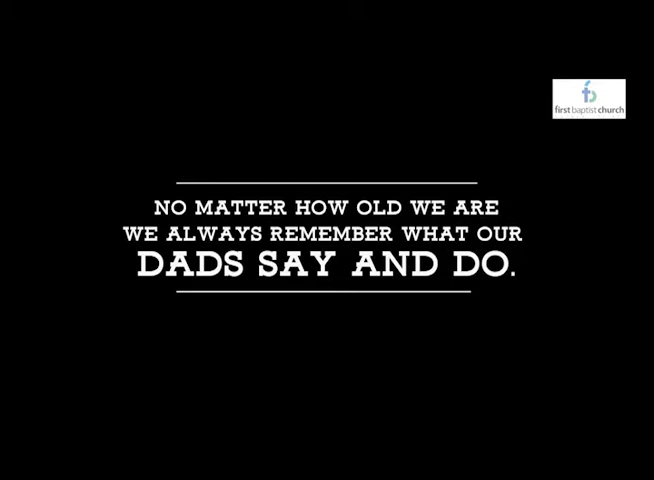 first baptist church
NO MATTER HOW OLD WE ARE
WE ALWAYS REMEMBER WHAT OUR
DADS SAY AND DO.